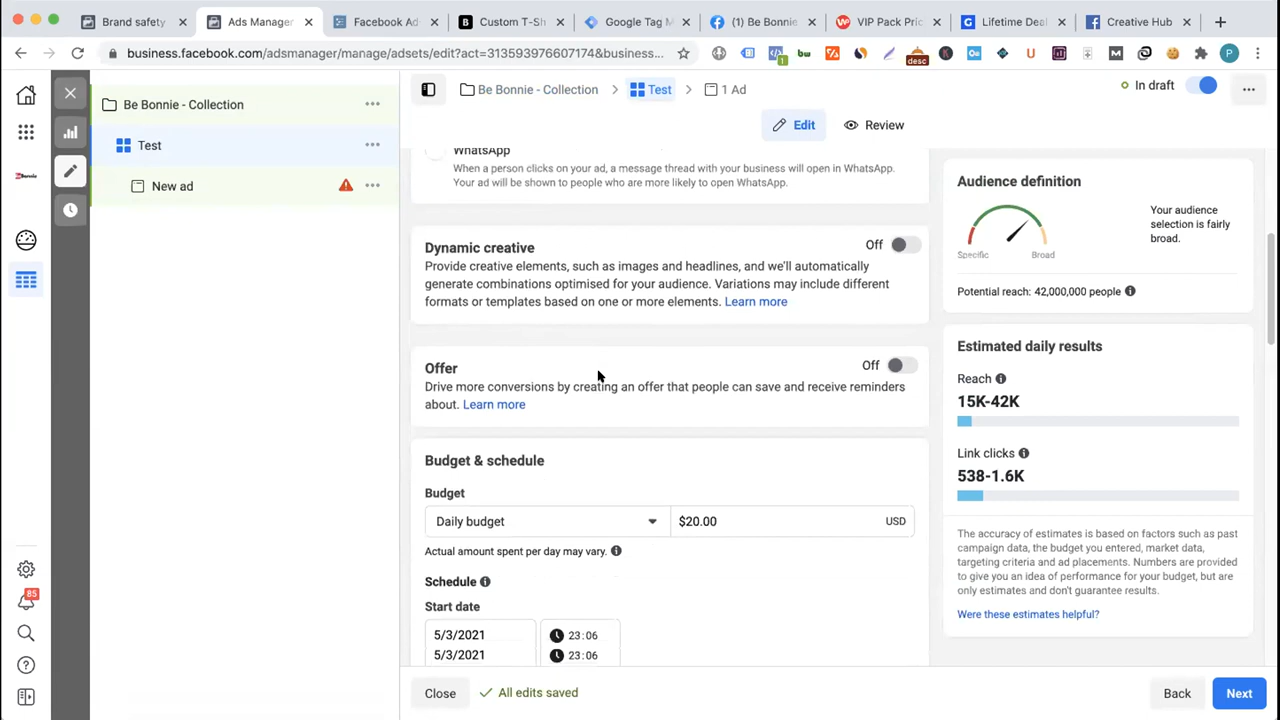 Brand safety
Ads Manager
Facebook Ad
Custom T-Sh
Google Tag M
(1) Be Bonnie
VIP Pack Pric
Lifetime Deal
Creative Hub
business.facebook.com/adsmanager/manage/adsets/edit?act=313593976607174&business...
desc
Be Bonnie - Collection
Test
New ad
Be Bonnie - Collection
Test
1 Ad
In draft
Edit
Review
WhatsApp
When a person clicks on your ad, a message thread with your business will open in WhatsApp.
Your ad will be shown to people who are more likely to open WhatsApp.
Dynamic creative
Off
Provide creative elements, such as images and headlines, and we'll automatically
generate combinations optimised for your audience. Variations may include different
formats or templates based on one or more elements. Learn more
Offer
Off
Drive more conversions by creating an offer that people can save and receive reminders
about. Learn more
Budget & schedule
Budget
Daily budget
$20.00
USD
Actual amount spent per day may vary.
Schedule
Start date
5/3/2021
23:06
5/3/2021
23:06
Audience definition
Your audience
selection is fairly
broad.
Specific
Broad
Potential reach: 42,000,000 people
Estimated daily results
Reach
15K-42K
Link clicks
538-1.6K
The accuracy of estimates is based on factors such as past
campaign data, the budget you entered, market data,
targeting criteria and ad placements. Numbers are provided
to give you an idea of performance for your budget, but are
only estimates and don't guarantee results.
Were these estimates helpful?
85
Close
All edits saved
Back
Next